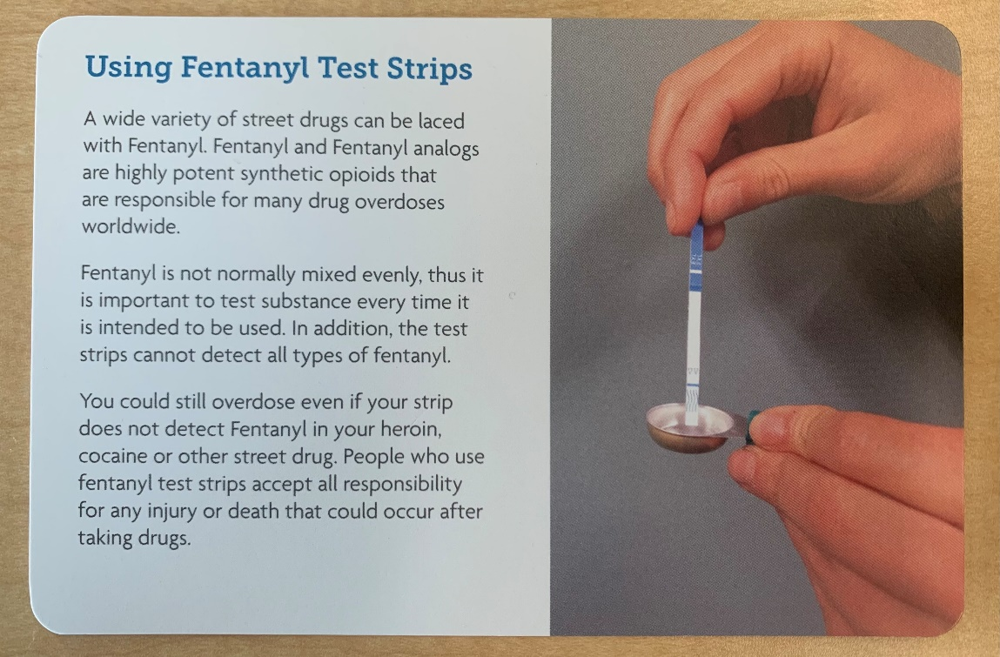 Using Fentanyl Test Strips
A wide variety of street drugs can be laced
with Fentanyl. Fentanyl and Fentanyl analogs
are highly potent synthetic opioids that
are responsible for many drug overdoses
worldwide.
Fentanyl is not normally mixed evenly, thus it
is important to test substance every time it
is intended to be used. In addition, the test
strips cannot detect all types of fentanyl.
You could still overdose even if your strip
does not detect Fentanyl in your heroin,
cocaine or other street drug. People who use
fentanyl test strips accept all responsibility
for any injury or death that could occur after
taking drugs.